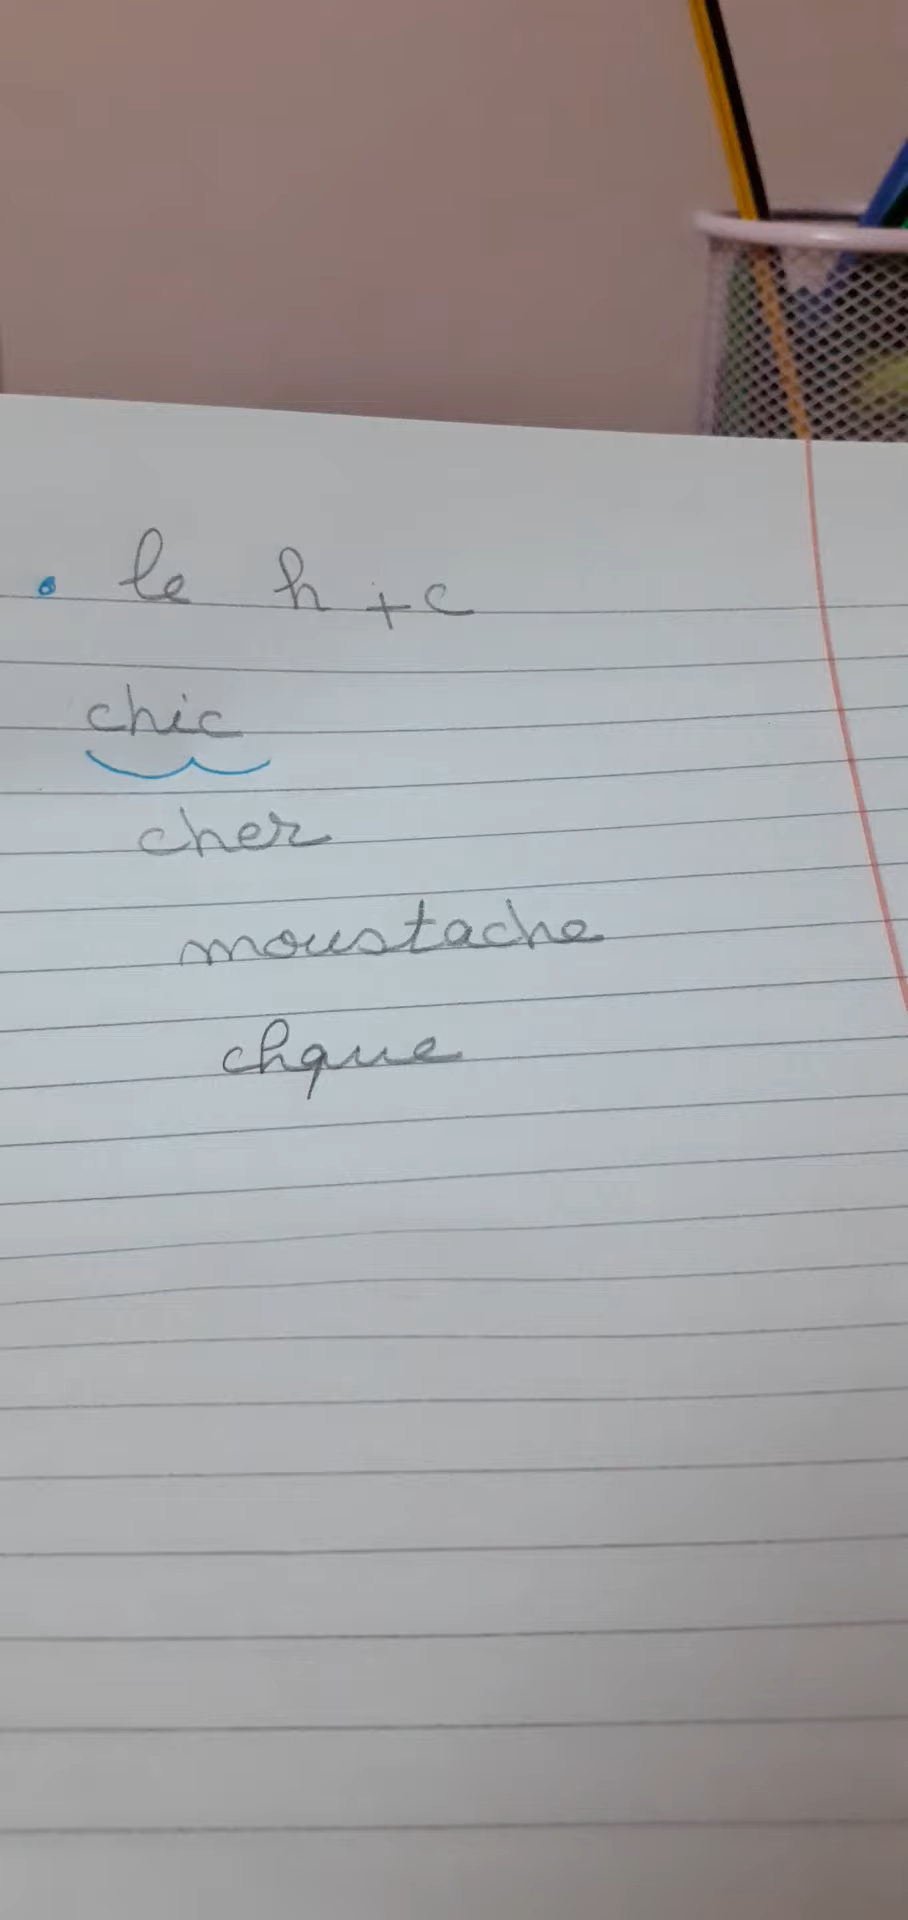 . le h + c
chic
cher
moustache
chque